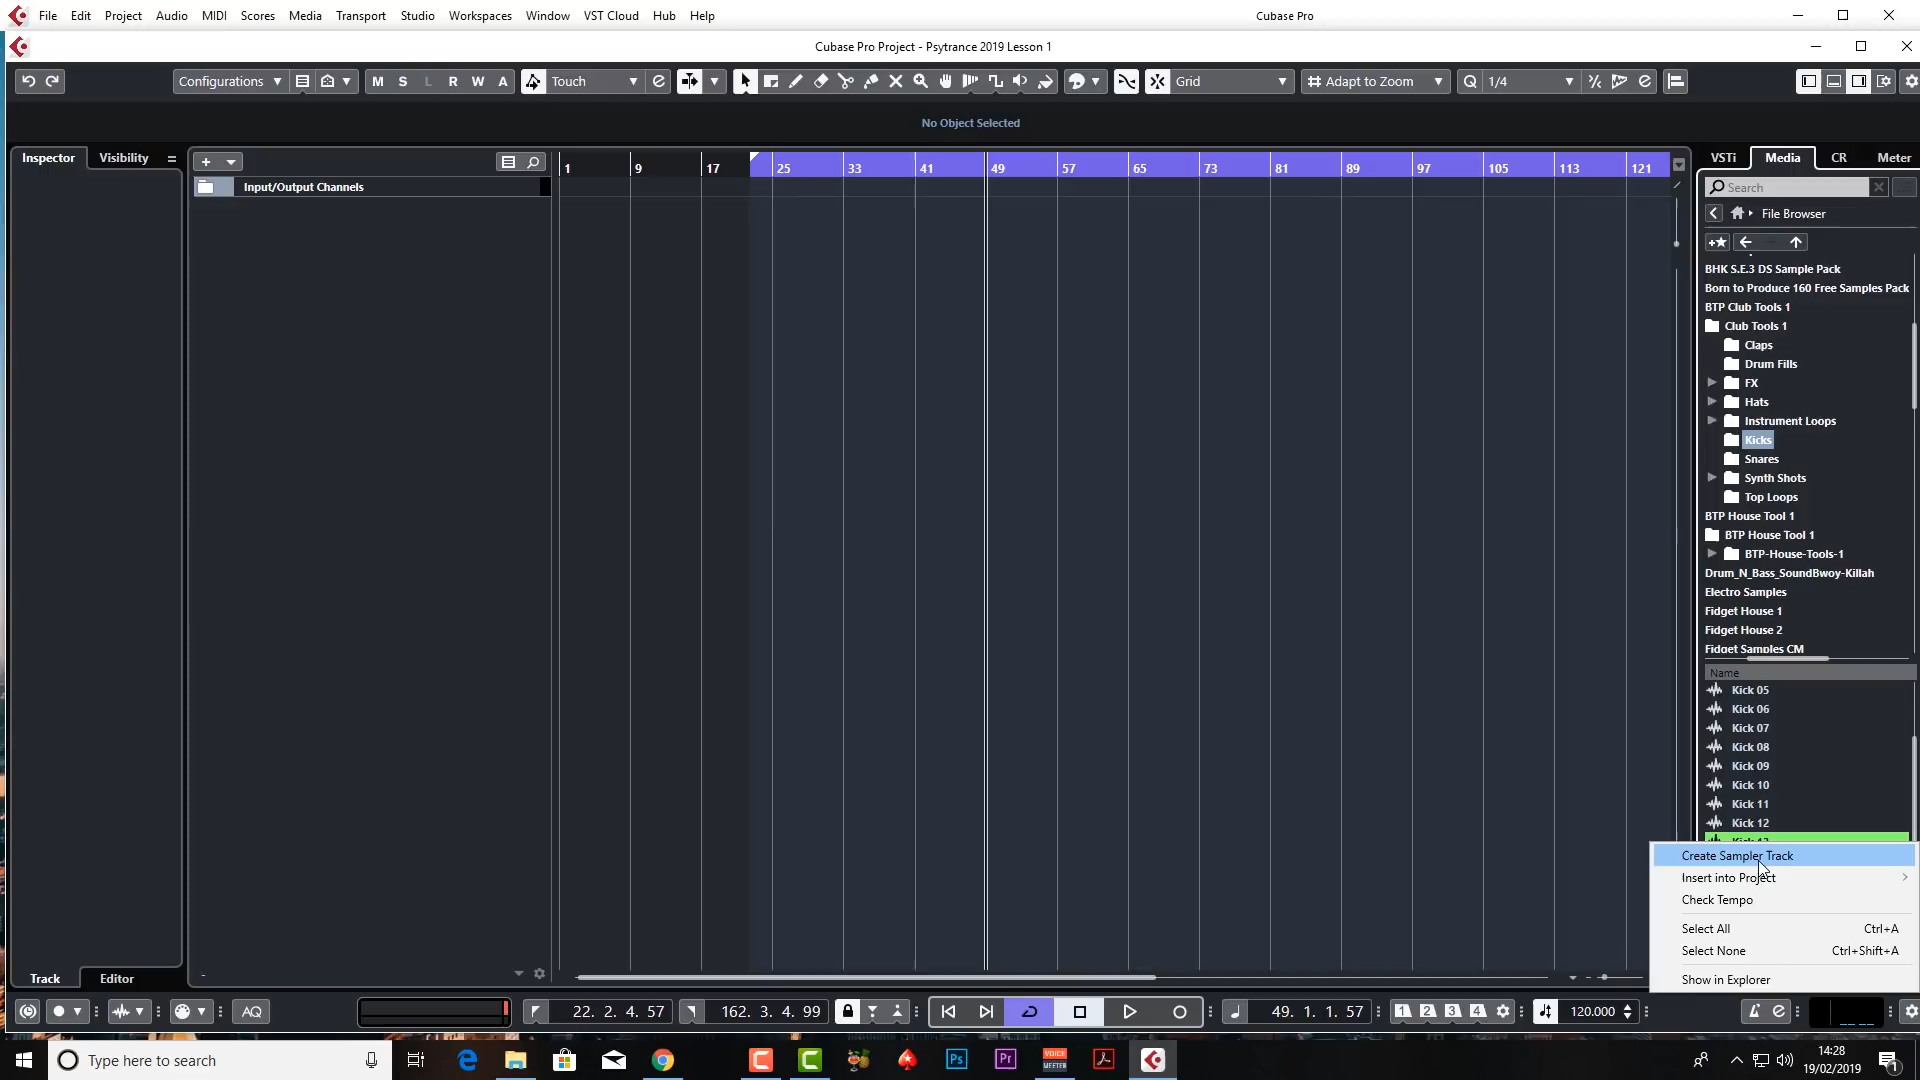 File Edit Project Audio MIDI Scores Media Transport Studio Workspaces Window VST Cloud Hub Help Cubase Pro
Cubase Pro Project - Psytrance 2019 Lesson 1
Configurations M S L R W A Touch Grid Adapt to Zoom Q 1/4
No Object Selected
Inspector Visibility
1 9 17 25 33 41 49 57 65 73 81 89 97 105 113 121
VSTi Media CR Meter
Input/Output Channels
Search
File Browser
BHK S.E.3 DS Sample Pack
Born to Produce 160 Free Samples Pack
BTP Club Tools 1
Club Tools 1
Claps
Drum Fills
FX
Hats
Instrument Loops
Kicks
Snares
Synth Shots
Top Loops
BTP House Tool 1
BTP House Tool 1
BTP-House-Tools-1
Drum_N_Bass_SoundBwoy-Killah
Electro Samples
Fidget House 1
Fidget House 2
Fidget Samples CM
Name
Kick 05
Kick 06
Kick 07
Kick 08
Kick 09
Kick 10
Kick 11
Kick 12
Create Sampler Track
Insert into Project
Check Tempo
Select All Ctrl+A
Select None Ctrl+Shift+A
Show in Explorer
Track Editor
AQ 22. 2. 4. 57 162. 3. 4. 99 49. 1. 1. 57 1 2 3 4 120.000
Type here to search Ps Pr VOICE MEETER 14:28
19/02/2019 1